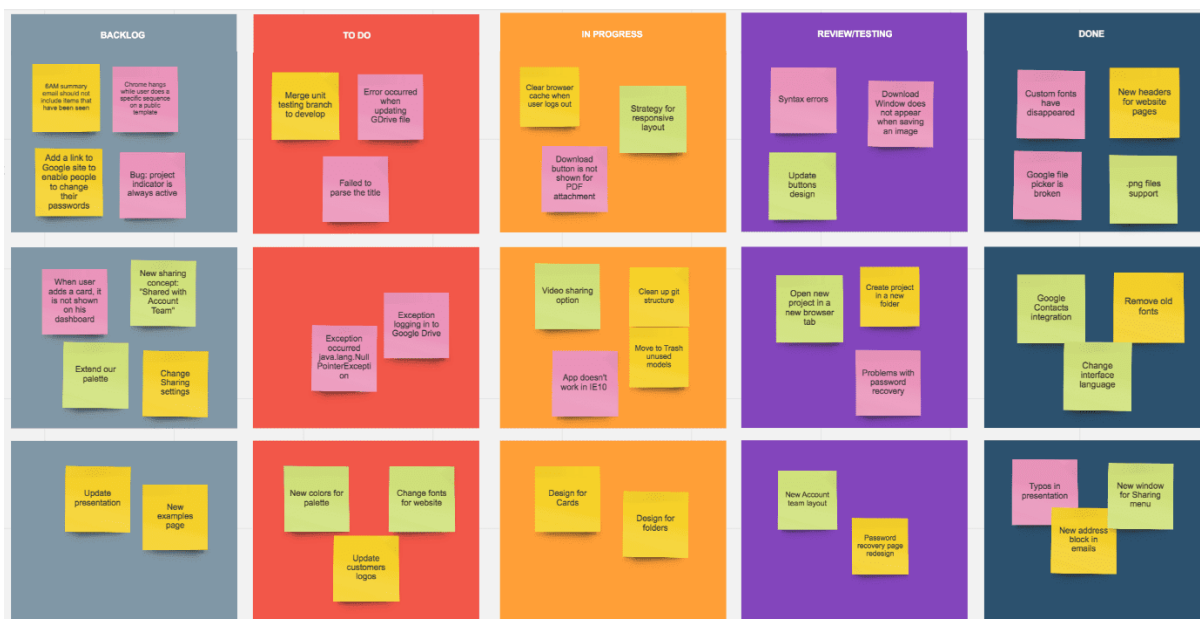 BACKLOG
TO DO
IN PROGRESS
REVIEW/TESTING
DONE
8AM summary
email should not
include items that
have been seen
Chrome hangs
while user does a
specific sequence
on a public
template
Add a link to
Google site to
enable people to
change their
passwords
Bug: project
indicator is
always active
Merge unit
testing branch
to develop
Error occurred
when
updating
GDrive file
Failed to
parse the title
Clear browser
cache when
user logs out
Strategy for
responsive
layout
Download
button is not
shown for
PDF
attachment
Syntax errors
Download
Window does
not appear
when saving
an image
Update
buttons
design
Custom fonts
have
disappeared
New headers
for website
pages
Google file
picker is
broken
.png files
support
When user
adds a card, it
is not shown
on his
dashboard
New sharing
concept:
"Shared with
Account
Team"
Extend our
palette
Change
Sharing
settings
Exception
occurred
java.lang.Null
PointerExcepti
on
Exception
logging in to
Google Drive
Video sharing
option
Clean up git
structure
Move to Trash
unused
models
App doesn't
work in IE10
Open new
project in a
new browser
tab
Create project
in a new
folder
Problems with
password
recovery
Google
Contacts
integration
Remove old
fonts
Change
interface
language
Update
presentation
New
examples
page
New colors for
palette
Change fonts
for website
Update
customers
logos
Design for
Cards
Design for
folders
New Account
team layout
Password
recovery page
redesign
Typos in
presentation
New window
for Sharing
menu
New address
block in
emails